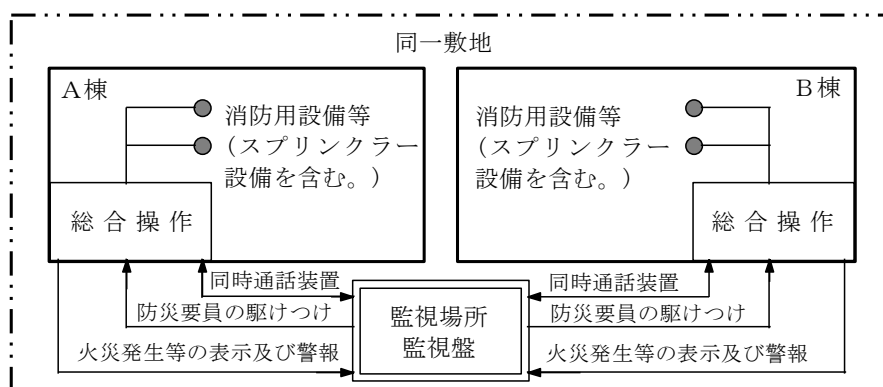 同一敷地
A棟
消防用設備等
（スプリンクラー
設備を含む。）
総合操作
B棟
消防用設備等
（スプリンクラー
設備を含む。）
総合操作
同時通話装置
防災要員の駆けつけ
火災発生等の表示及び警報
監視場所
監視盤
同時通話装置
防災要員の駆けつけ
火災発生等の表示及び警報